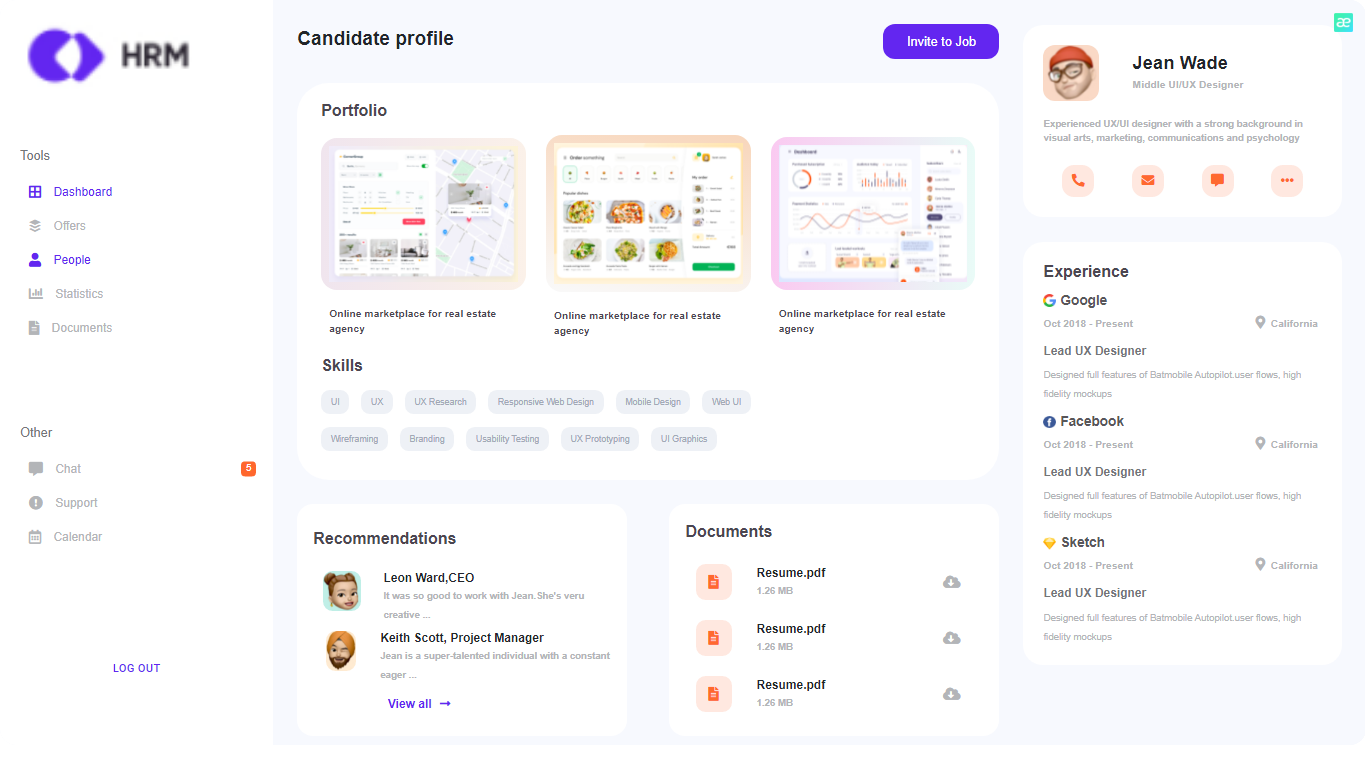 HRM
Tools
Dashboard
Offers
People
Statistics
Documents
Other
Chat
5
Support
Calendar
LOG OUT
Candidate profile
Invite to Job
Portfolio
Order something
Popular dishes
My order
Dashboard
Online marketplace for real estate
agency
Online marketplace for real estate
agency
Online marketplace for real estate
agency
Skills
UI
UX
UX Research
Responsive Web Design
Mobile Design
Web UI
Wireframing
Branding
Usability Testing
UX Prototyping
UI Graphics
Recommendations
Leon Ward,CEO
It was so good to work with Jean.She's veru
creative ...
Keith Scott, Project Manager
Jean is a super-talented individual with a constant
eager ...
View all
Documents
Resume.pdf
1.26 MB
Resume.pdf
1.26 MB
Resume.pdf
1.26 MB
æ
Jean Wade
Middle UI/UX Designer
Experienced UX/UI designer with a strong background in
visual arts, marketing, communications and psychology
Experience
Google
Oct 2018 - Present
California
Lead UX Designer
Designed full features of Batmobile Autopilot.user flows, high
fidelity mockups
Facebook
Oct 2018 - Present
California
Lead UX Designer
Designed full features of Batmobile Autopilot.user flows, high
fidelity mockups
Sketch
Oct 2018 - Present
California
Lead UX Designer
Designed full features of Batmobile Autopilot.user flows, high
fidelity mockups